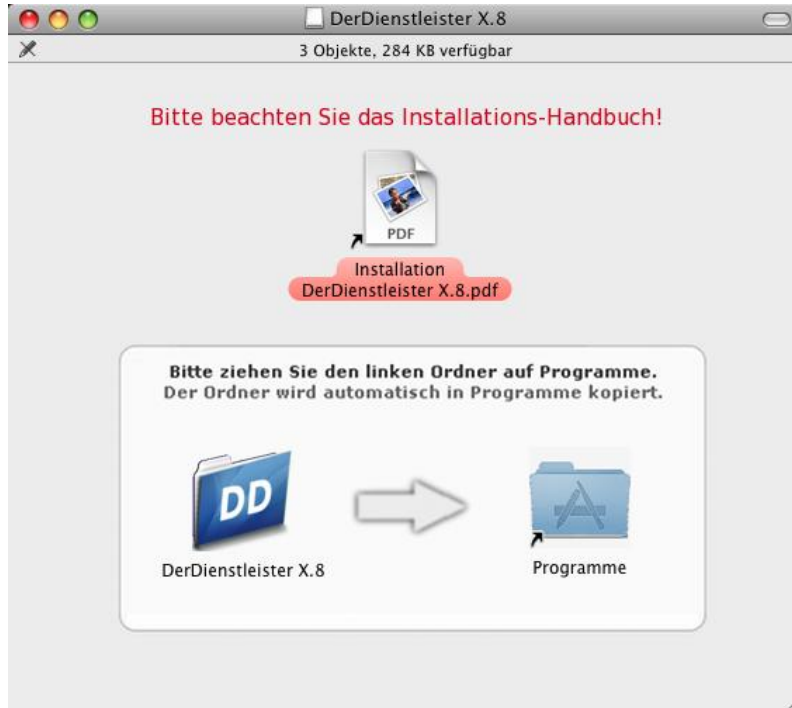 DerDienstleister X.8
3 Objekte, 284 KB verfügbar
Bitte beachten Sie das Installations-Handbuch!
PDF
Installation
DerDienstleister X.8.pdf
Bitte ziehen Sie den linken Ordner auf Programme.
Der Ordner wird automatisch in Programme kopiert.
DD
DerDienstleister X.8
Programme